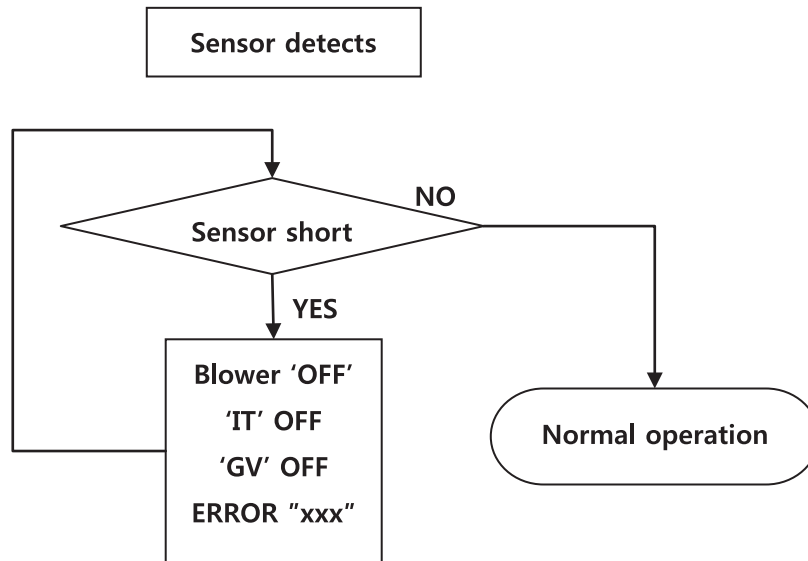 Sensor detects
NO
Sensor short
YES
Blower ‘OFF’
‘IT’ OFF
‘GV’ OFF
ERROR ”xxx”
Normal operation